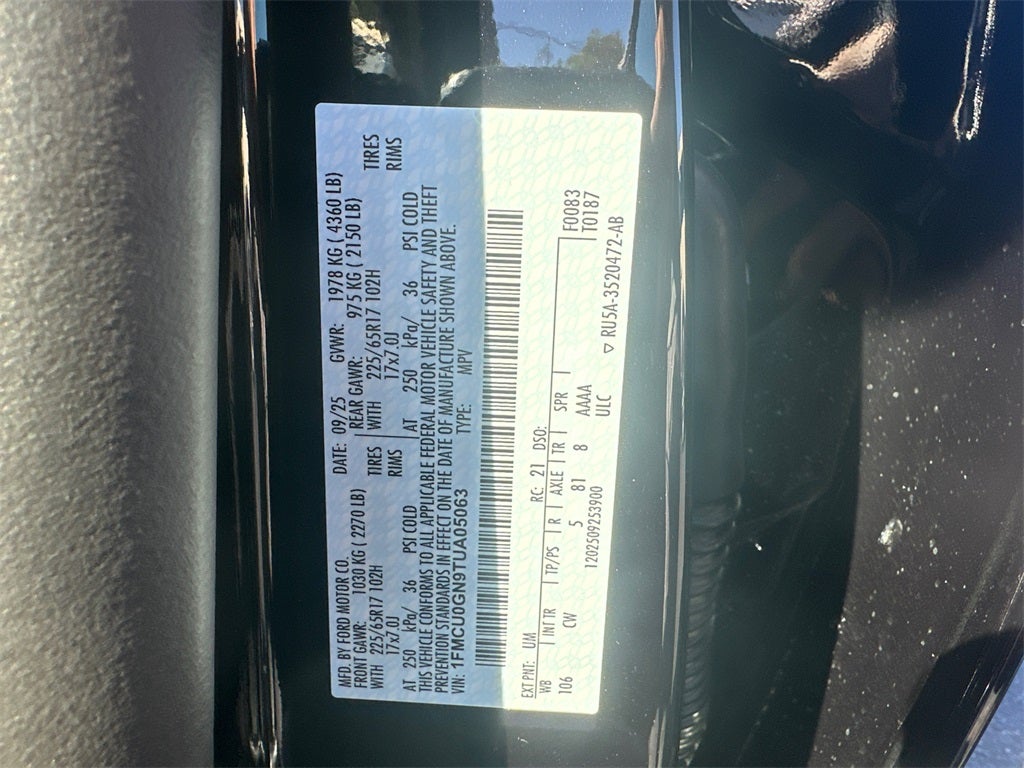 MFD. BY FORD MOTOR CO. DATE: 09/25 GVWR: 1978 KG ( 4360 LB)
FRONT GAWR: 1030 KG ( 2270 LB) REAR GAWR: 975 KG ( 2150 LB)
WITH 225/65R17 102H TIRES WITH 225/65R17 102H TIRES
17x7.0J RIMS 17x7.0J RIMS
AT 250 kPa/ 36 PSI COLD AT 250 kPa/ 36 PSI COLD
THIS VEHICLE CONFORMS TO ALL APPLICABLE FEDERAL MOTOR VEHICLE SAFETY AND THEFT
PREVENTION STANDARDS IN EFFECT ON THE DATE OF MANUFACTURE SHOWN ABOVE.
VIN: 1FMCU0GN9TUA05063 TYPE: MPV
EXT PNT: UM RC: 21 DSO: F0083
WB INT TR TP/PS R AXLE TR SPR T0187
106 CW 5 81 8 AAAA
ULC ▽ RU5A-3520472-AB
1202509253900